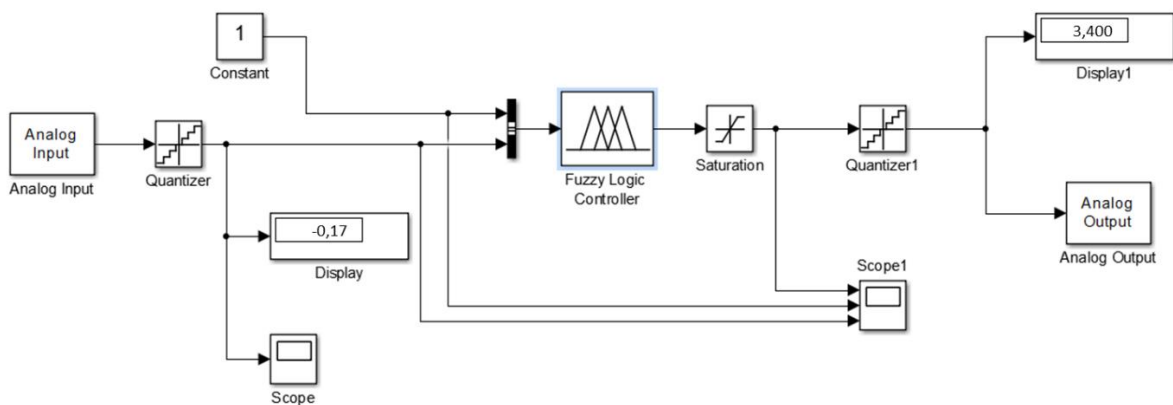 1
Constant
3,400
Display1
Analog
Input
Analog Input
Quantizer
Fuzzy Logic
Controller
Saturation
Quantizer1
Analog
Output
Analog Output
-0,17
Display
Scope1
Scope